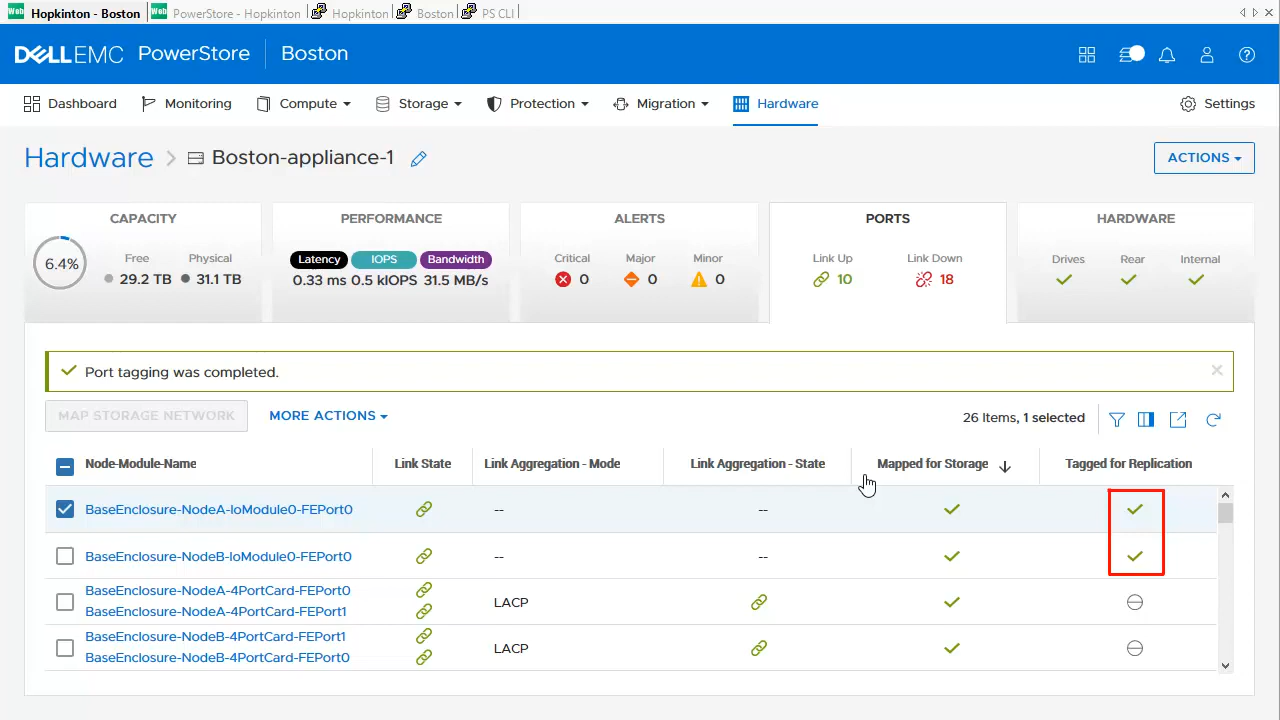 Web Hopkinton - Boston Web PowerStore - Hopkinton Hopkinton Boston PS CLI
DELLEMC PowerStore Boston
Dashboard Monitoring Compute Storage Protection Migration Hardware Settings
Hardware Boston-appliance-1 ACTIONS
CAPACITY PERFORMANCE ALERTS PORTS HARDWARE
6.4% Free Physical Latency IOPS Bandwidth Critical Major Minor Link Up Link Down Drives Rear Internal
29.2 TB 31.1 TB 0.33 ms 0.5 kIOPS 31.5 MB/s 0 0 0 10 18
Port tagging was completed.
MAP STORAGE NETWORK MORE ACTIONS 26 Items, 1 selected
Node-Module-Name Link State Link Aggregation - Mode Link Aggregation - State Mapped for Storage Tagged for Replication
BaseEnclosure-NodeA-IoModule0-FEPort0 -- --
BaseEnclosure-NodeB-IoModule0-FEPort0 -- --
BaseEnclosure-NodeA-4PortCard-FEPort0
BaseEnclosure-NodeA-4PortCard-FEPort1 LACP
BaseEnclosure-NodeB-4PortCard-FEPort1
BaseEnclosure-NodeB-4PortCard-FEPort0 LACP